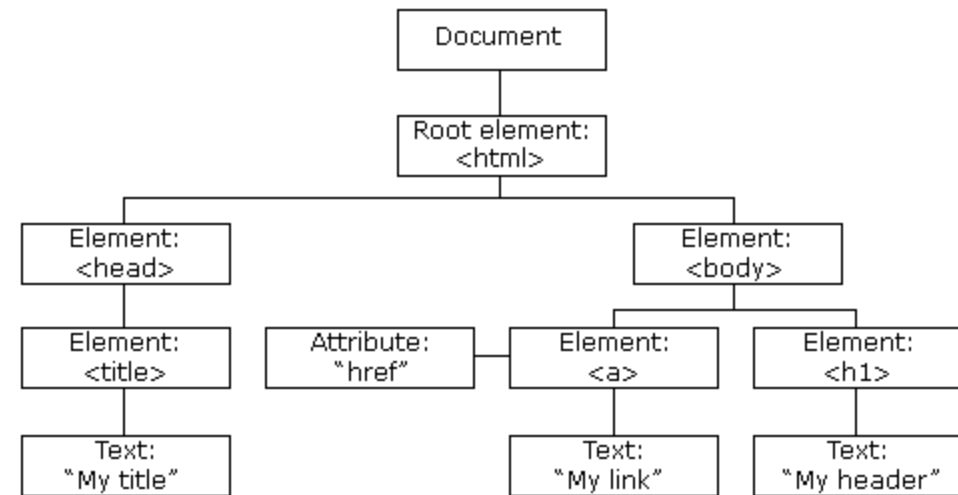 Document
Root element:
<html>
Element:
<head>
Element:
<body>
Element:
<title>
Attribute:
“href”
Element:
<a>
Element:
<h1>
Text:
“My title”
Text:
“My link”
Text:
“My header”